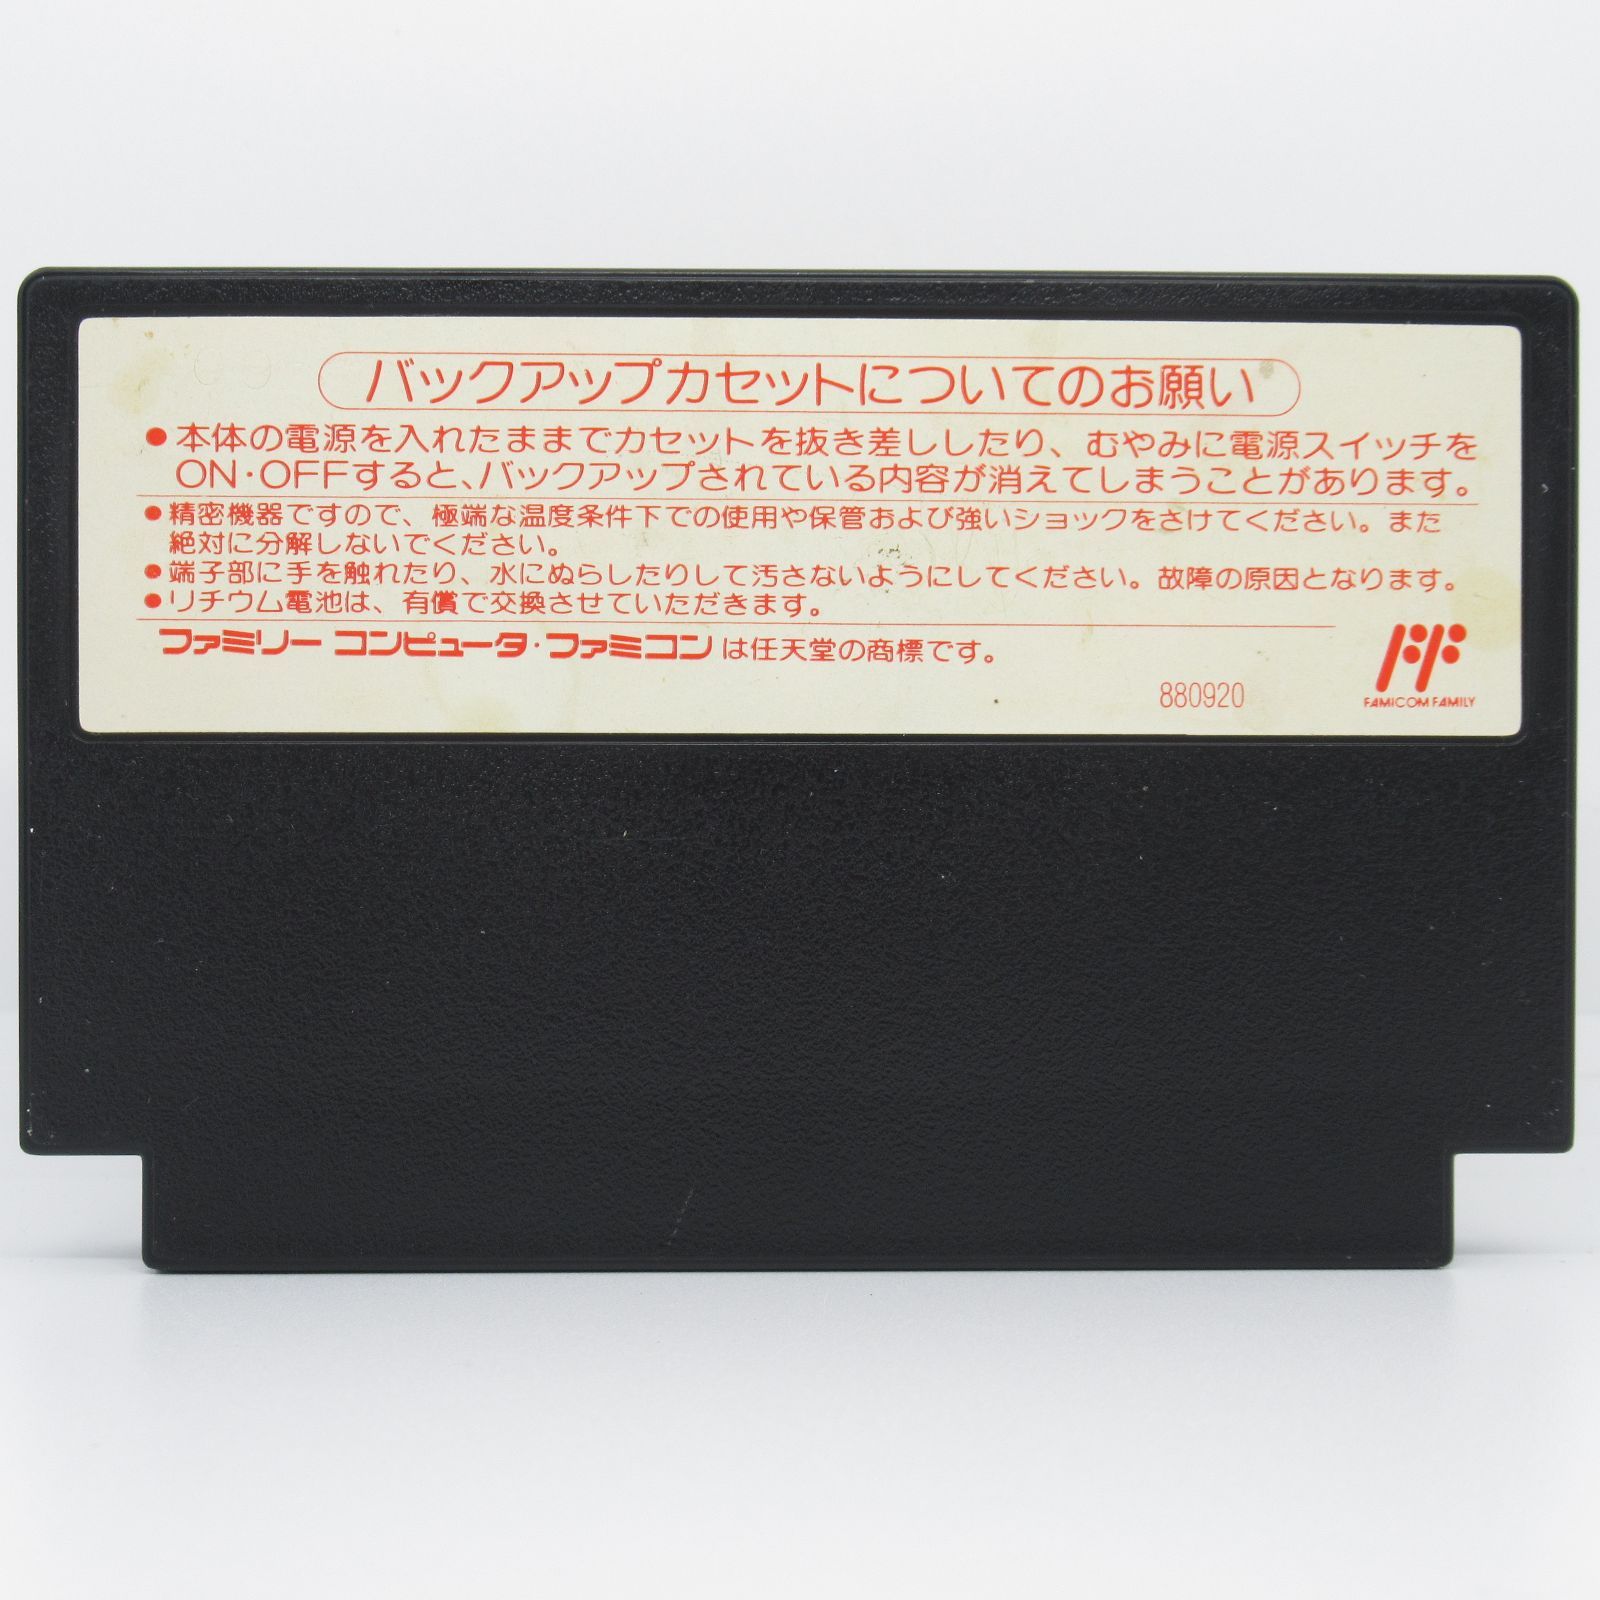 バックアップカセットについてのお願い
●本体の電源を入れたままでカセットを抜き差ししたり、むやみに電源スイッチを
ON・OFFすると、バックアップされている内容が消えてしまうことがあります。
●精密機器ですので、極端な温度条件下での使用や保管および強いショックをさけてください。また
絶対に分解しないでください。
●端子部に手を触れたり、水にぬらしたりして汚さないようにしてください。故障の原因となります。
●リチウム電池は、有償で交換させていただきます。
ファミリー コンピュータ・ファミコンは任天堂の商標です。
880920
FAMICOM FAMILY